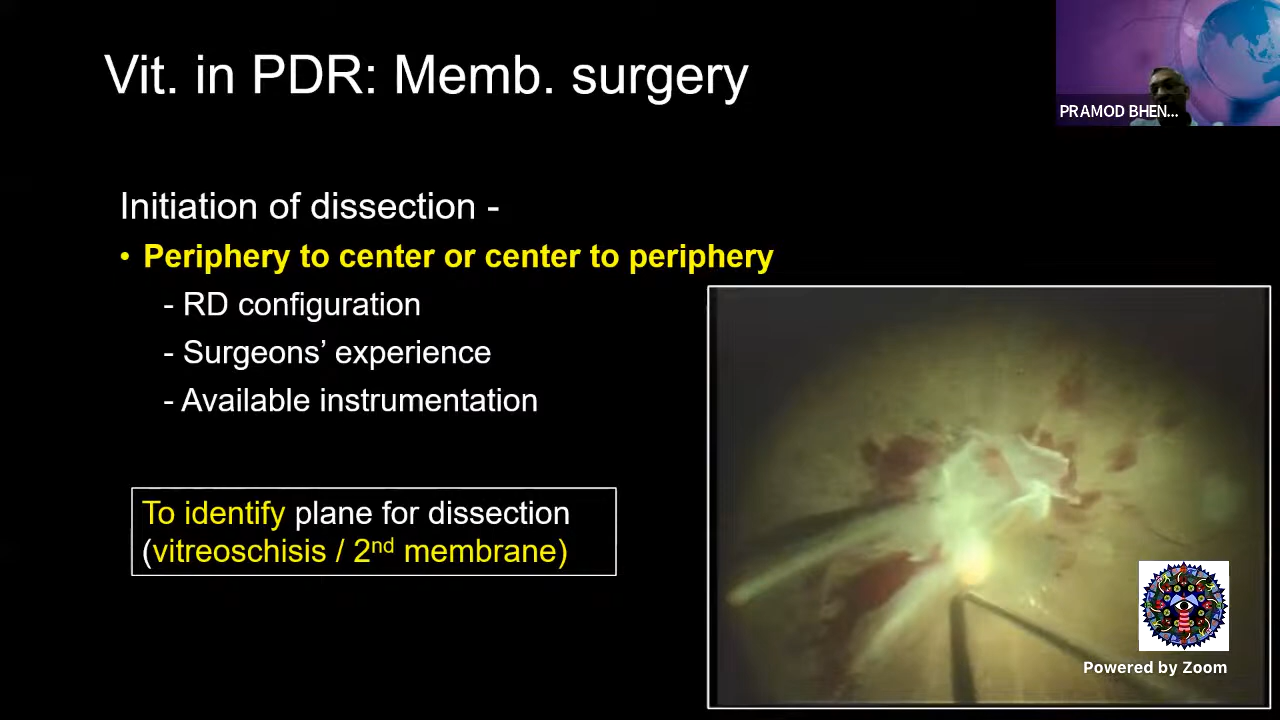 Vit. in PDR: Memb. surgery
PRAMOD BHEN...
Initiation of dissection -
• Periphery to center or center to periphery
- RD configuration
- Surgeons’ experience
- Available instrumentation
To identify plane for dissection
(vitreoschisis / 2nd membrane)
Powered by Zoom